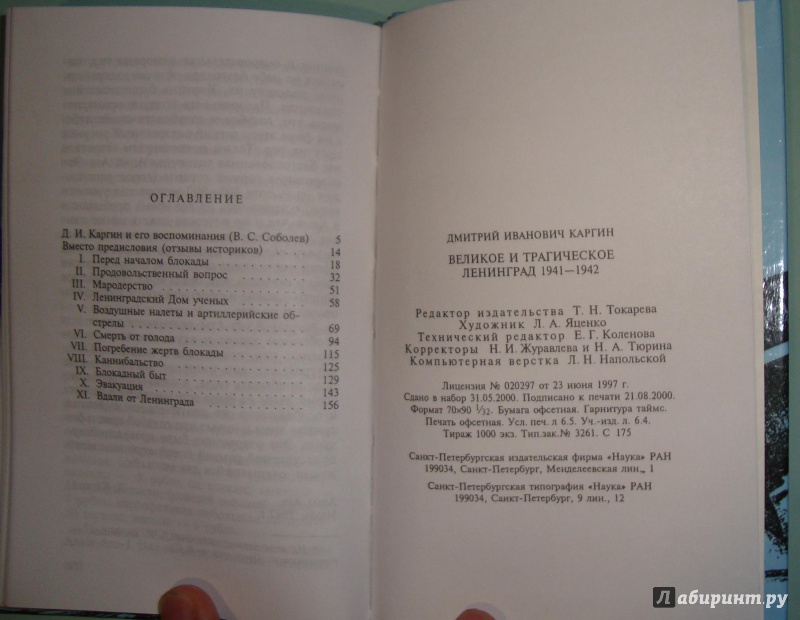 ОГЛАВЛЕНИЕ
Д. И. Каргин и его воспоминания (В. С. Соболев) 5
Вместо предисловия (отзывы историков) 14
I. Перед началом блокады 18
II. Продовольственный вопрос 32
III. Мародерство 51
IV. Ленинградский Дом ученых 58
V. Воздушные налеты и артиллерийские об-
стрелы 69
VI. Смерть от голода 94
VII. Погребение жертв блокады 115
VIII. Каннибальство 125
IX. Блокадный быт 129
X. Эвакуация 143
XI. Вдали от Ленинграда 156
ДМИТРИЙ ИВАНОВИЧ КАРГИН
ВЕЛИКОЕ И ТРАГИЧЕСКОЕ
ЛЕНИНГРАД 1941—1942
Редактор издательства Т. Н. Токарева
Художник Л. А. Яценко
Технический редактор Е. Г. Коленова
Корректоры Н. И. Журавлева и Н. А. Тюрина
Компьютерная верстка Л. Н. Напольской
Лицензия № 020297 от 23 июня 1997 г.
Сдано в набор 31.05.2000. Подписано к печати 21.08.2000.
Формат 70х90 1/32. Бумага офсетная. Гарнитура таймс.
Печать офсетная. Усл. печ. л 6.5. Уч.-изд. л. 6.4.
Тираж 1000 экз. Тип.зак.№ 3261. С 175
Санкт-Петербургская издательская фирма «Наука» РАН
199034, Санкт-Петербург, Менделеевская лин., 1
Санкт-Петербургская типография «Наука» РАН
199034, Санкт-Петербург, 9 лин., 12
Лабиринт.ру